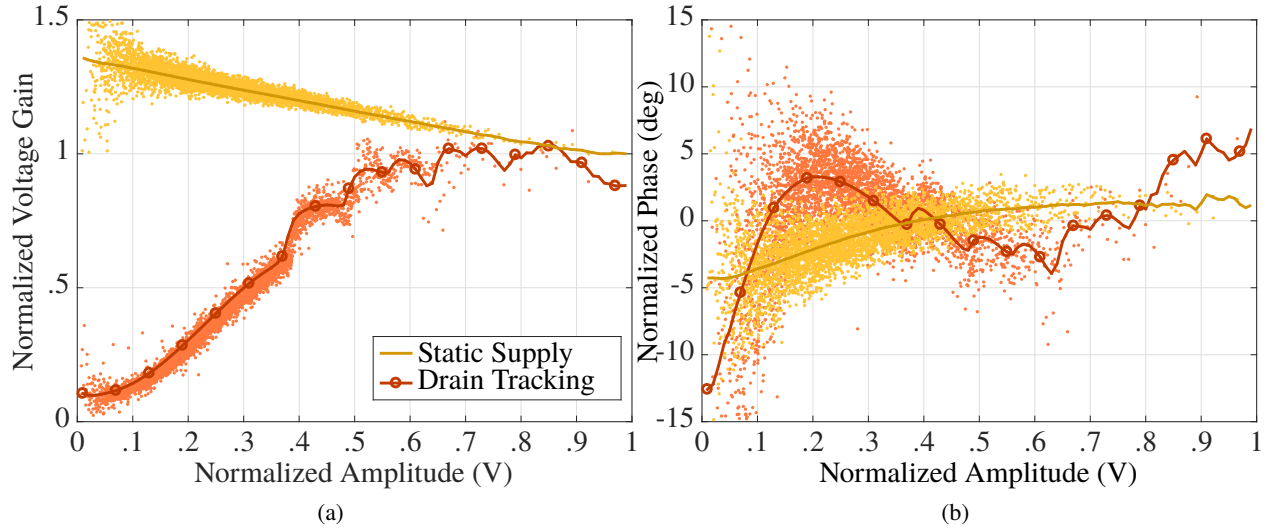 Normalized Voltage Gain
1.5
1
.5
0
0 .1 .2 .3 .4 .5 .6 .7 .8 .9 1
Normalized Amplitude (V)
Static Supply
Drain Tracking
(a)
Normalized Phase (deg)
15
10
5
0
-5
-10
-15
0 .1 .2 .3 .4 .5 .6 .7 .8 .9 1
Normalized Amplitude (V)
(b)